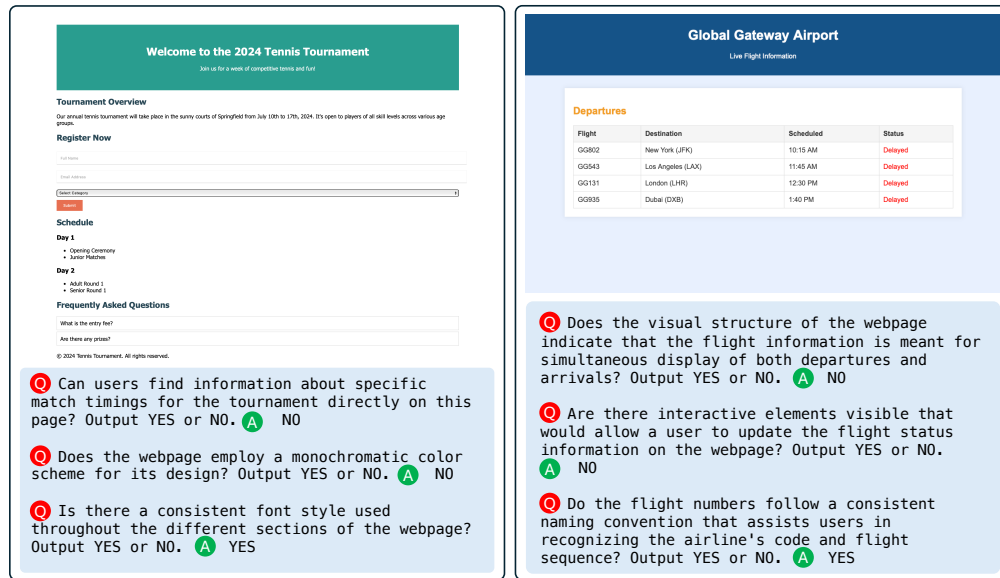 Welcome to the 2024 Tennis Tournament
Join us for a week of competitive tennis and fun!
Tournament Overview
Our annual tennis tournament will take place in the sunny courts of Springfield from July 10th to 17th, 2024. It's open to players of all skill levels across various age
groups.
Register Now
Full Name
Email Address
Select Category
Submit
Schedule
Day 1
• Opening Ceremony
• Junior Matches
Day 2
• Adult Round 1
• Senior Round 1
Frequently Asked Questions
What is the entry fee?
Are there any prizes?
© 2024 Tennis Tournament. All rights reserved.
Q Can users find information about specific
match timings for the tournament directly on this
page? Output YES or NO. A NO
Q Does the webpage employ a monochromatic color
scheme for its design? Output YES or NO. A NO
Q Is there a consistent font style used
throughout the different sections of the webpage?
Output YES or NO. A YES
Global Gateway Airport
Live Flight Information
Departures
Flight Destination Scheduled Status
GG802 New York (JFK) 10:15 AM Delayed
GG543 Los Angeles (LAX) 11:45 AM Delayed
GG131 London (LHR) 12:30 PM Delayed
GG935 Dubai (DXB) 1:40 PM Delayed
Q Does the visual structure of the webpage
indicate that the flight information is meant for
simultaneous display of both departures and
arrivals? Output YES or NO. A NO
Q Are there interactive elements visible that
would allow a user to update the flight status
information on the webpage? Output YES or NO.
A NO
Q Do the flight numbers follow a consistent
naming convention that assists users in
recognizing the airline's code and flight
sequence? Output YES or NO. A YES